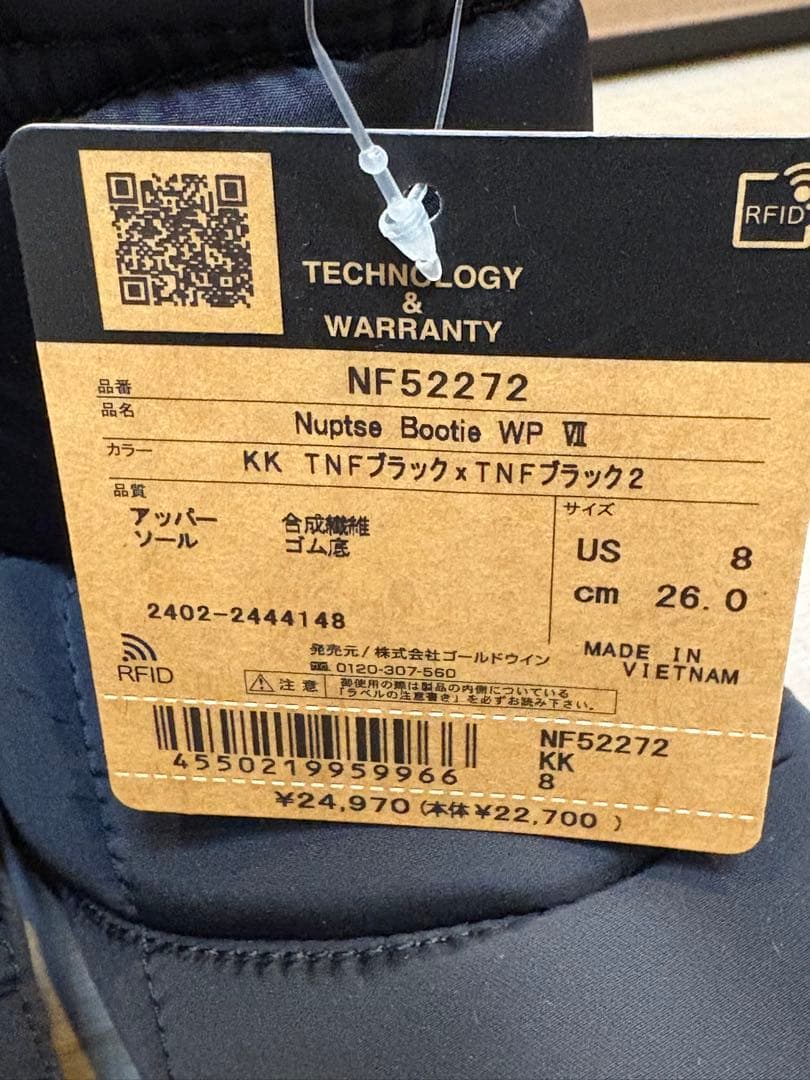 RFID
TECHNOLOGY
&
WARRANTY
品番 NF52272
品名 Nuptse Bootie WP Ⅶ
カラー KK TNFブラックxTNFブラック2
品質
アッパー 合成繊維
ソール ゴム底
サイズ
US 8
cm 26.0
2402-2444148
RFID
発売元/株式会社ゴールドウイン
0120-307-560
MADE IN
VIETNAM
注意 御使用の際は製品の内側についている
「ラベルの注意書き」を必ずお読み下さい。
4550219959966
NF52272
KK
8
¥24,970(本体¥22,700)